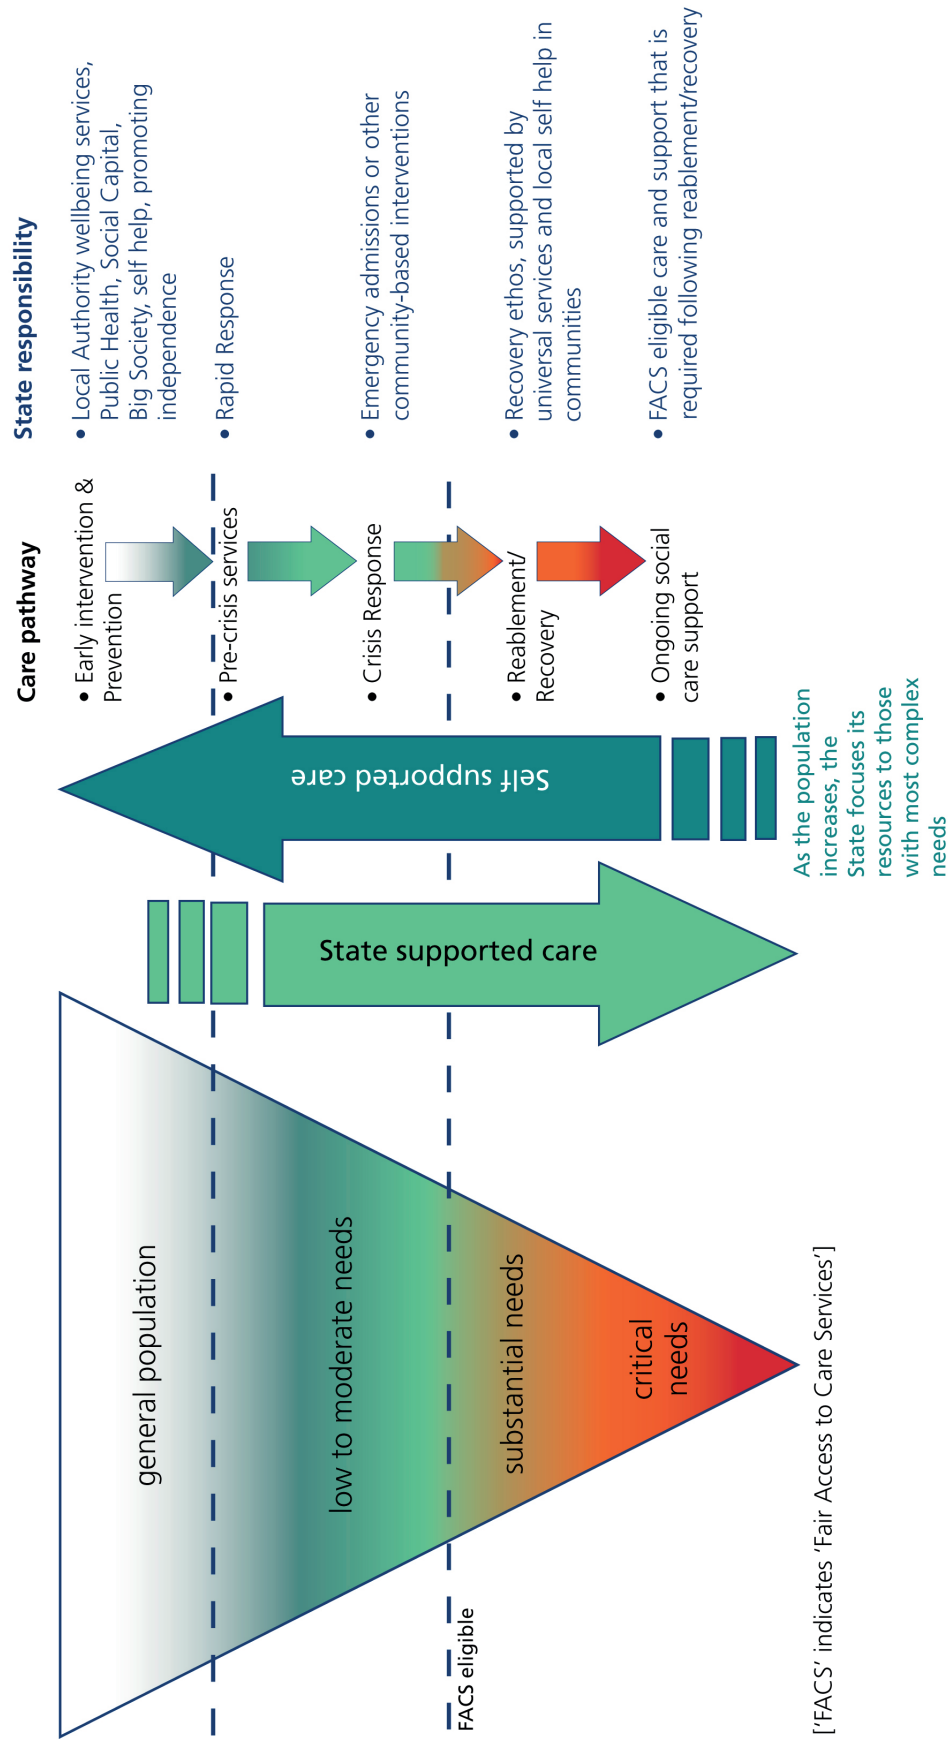 general population
low to moderate needs
substantial needs
critical
needs
FACS eligible
['FACS' indicates 'Fair Access to Care Services']
State supported care
Self supported care
As the population
increases, the
State focuses its
resources to those
with most complex
needs
Care pathway
• Early intervention &
Prevention
• Pre-crisis services
• Crisis Response
• Reablement/
Recovery
• Ongoing social
care support
State responsibility
• Local Authority wellbeing services,
Public Health, Social Capital,
Big Society, self help, promoting
independence
• Rapid Response
• Emergency admissions or other
community-based interventions
• Recovery ethos, supported by
universal services and local self help in
communities
• FACS eligible care and support that is
required following reablement/recovery